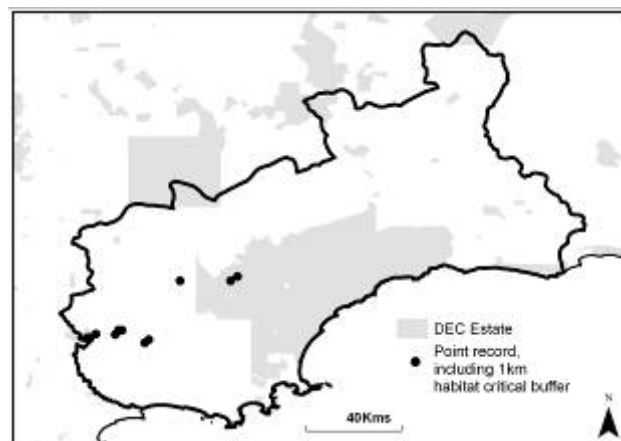 DEC Estate
Point record,
including 1km
habitat critical buffer
N
40Kms